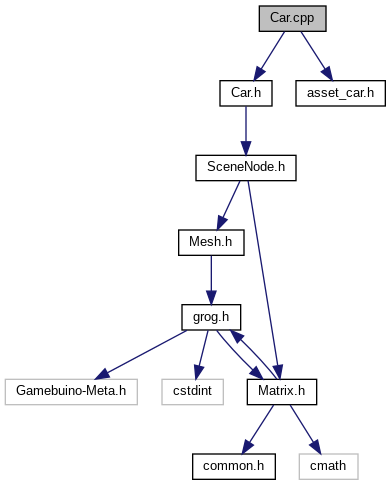 Car.cpp
Car.h
asset_car.h
SceneNode.h
Mesh.h
grog.h
Gamebuino-Meta.h
cstdint
Matrix.h
common.h
cmath